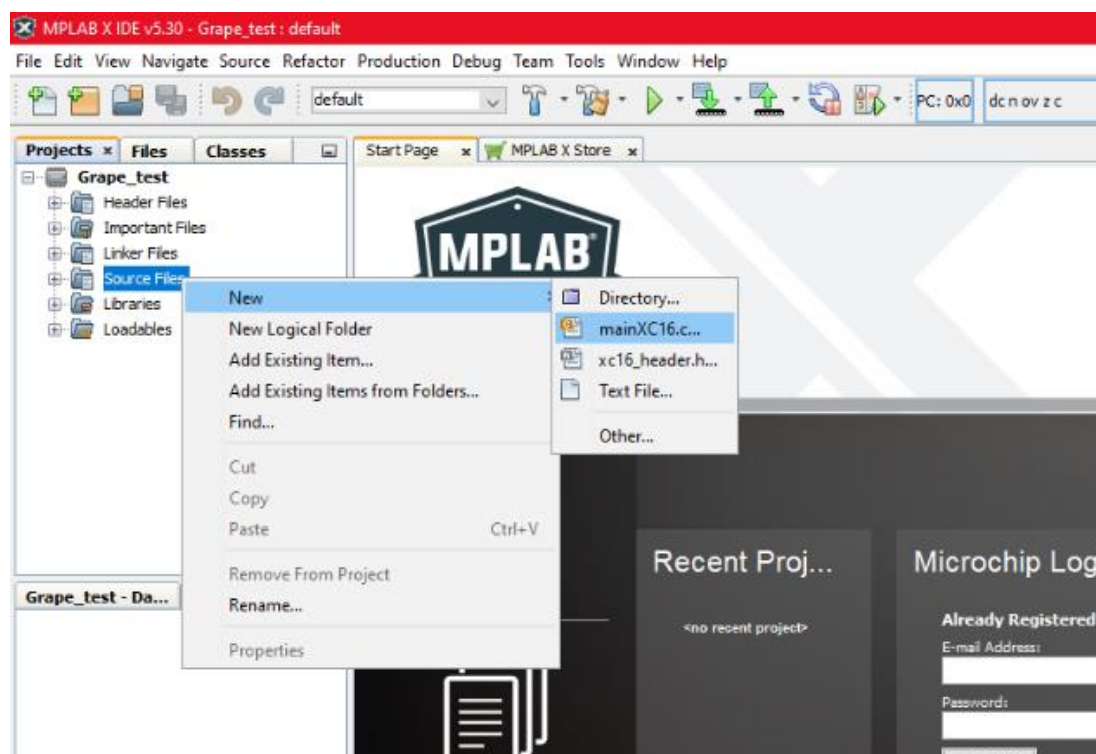 MPLAB X IDE v5.30 - Grape_test : default
File Edit View Navigate Source Refactor Production Debug Team Tools Window Help
default
PC: 0x0
dc n ov z c
Projects
Files
Classes
Start Page
MPLAB X Store
Grape_test
Header Files
Important Files
Linker Files
Source Files
Libraries
Loadables
MPLAB
New
New Logical Folder
Add Existing Item...
Add Existing Items from Folders...
Find...
Cut
Copy
Paste Ctrl+V
Remove From Project
Rename...
Properties
Directory...
mainXC16.c...
xc16_header.h...
Text File...
Other...
Grape_test - Da...
Recent Proj...
<no recent project>
Microchip Log
Already Registered
E-mail Address:
Password: